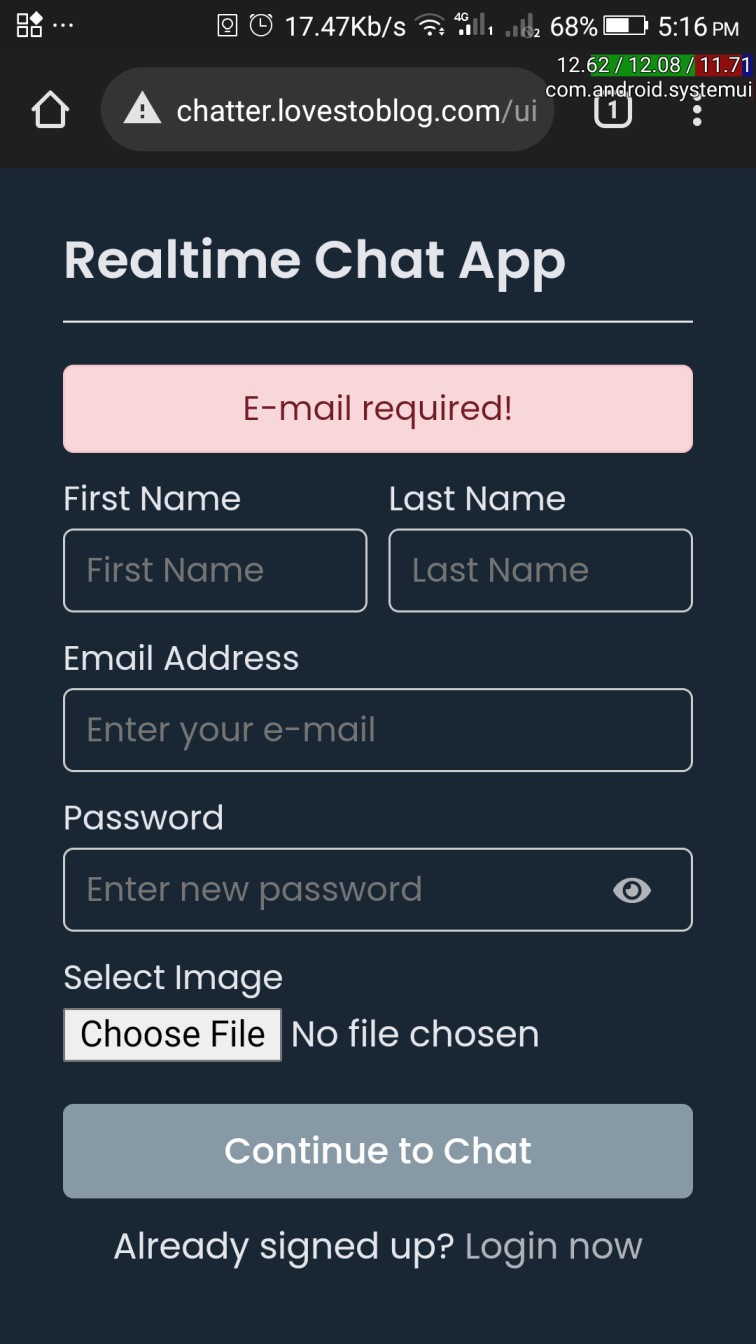 17.47Kb/s 4G 1 2 68% 5:16 PM
12.62 / 12.08 / 11.71
com.android.systemui
chatter.lovestoblog.com/ui 1
Realtime Chat App
E-mail required!
First Name Last Name
First Name Last Name
Email Address
Enter your e-mail
Password
Enter new password
Select Image
Choose File No file chosen
Continue to Chat
Already signed up? Login now